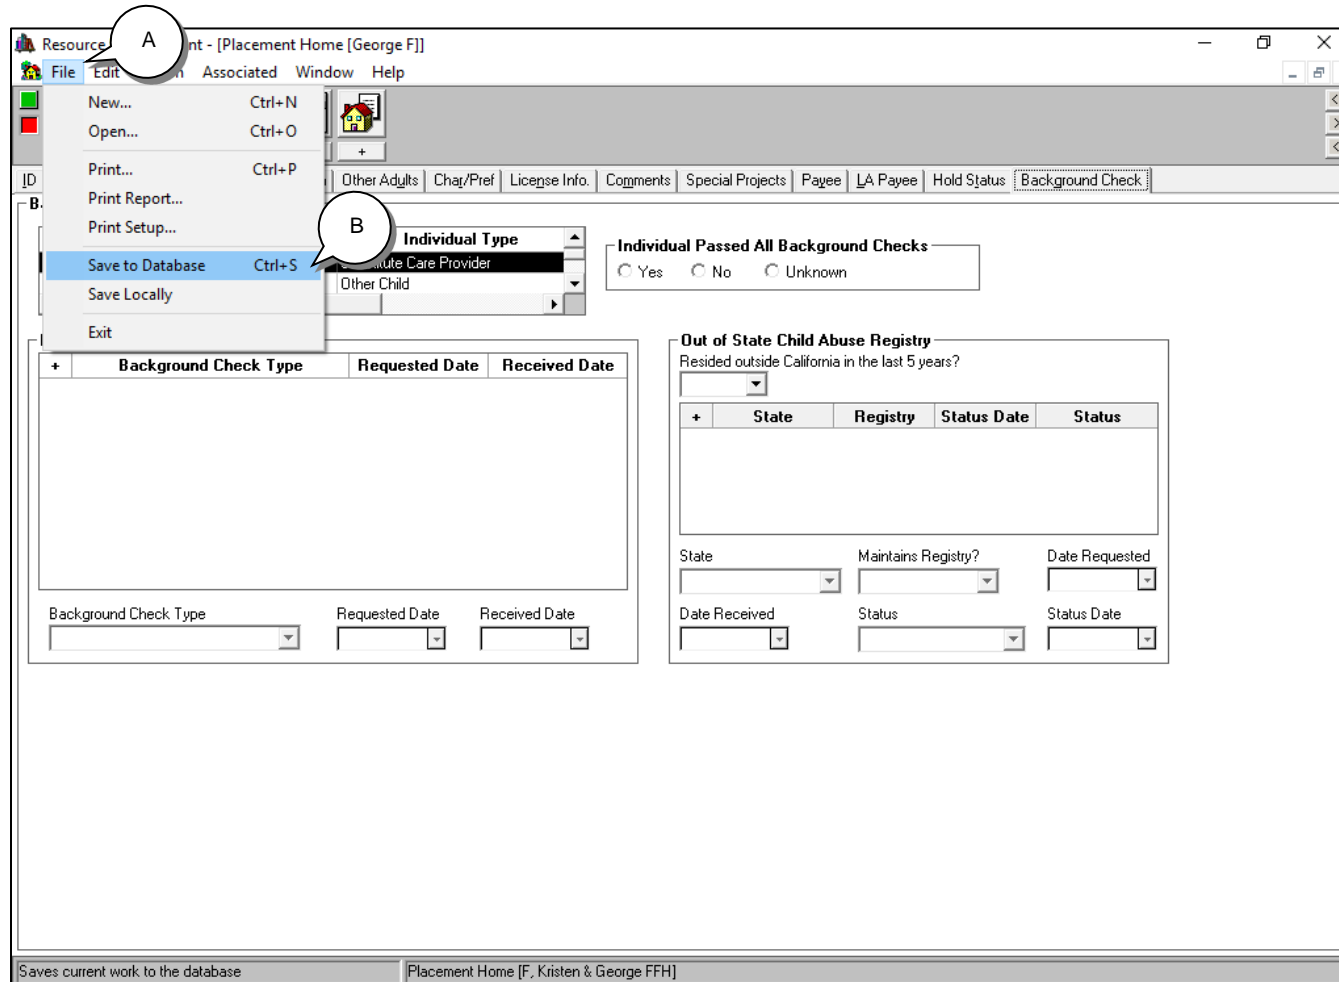 Resource nt - [Placement Home [George F]]
A
File Edit n Associated Window Help
New... Ctrl+N
Open... Ctrl+O
Print... Ctrl+P
Print Report...
Print Setup...
Save to Database Ctrl+S
Save Locally
Exit
B
+
ID Other Adults Char/Pref License Info. Comments Special Projects Payee LA Payee Hold Status Background Check
B
Individual Type
tute Care Provider
Other Child
Individual Passed All Background Checks
Yes No Unknown
+ Background Check Type Requested Date Received Date
Background Check Type Requested Date Received Date
Out of State Child Abuse Registry
Resided outside California in the last 5 years?
+ State Registry Status Date Status
State Maintains Registry? Date Requested
Date Received Status Status Date
Saves current work to the database Placement Home [F, Kristen & George FFH]